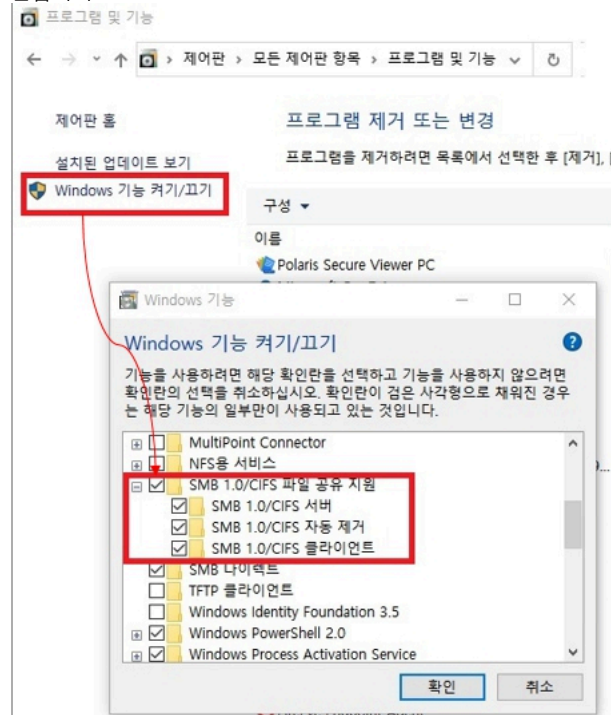 프로그램 및 기능
제어판 › 모든 제어판 항목 › 프로그램 및 기능
제어판 홈
프로그램 제거 또는 변경
설치된 업데이트 보기
프로그램을 제거하려면 목록에서 선택한 후 [제거],
Windows 기능 켜기/끄기
구성
이름
Polaris Secure Viewer PC
Windows 기능
Windows 기능 켜기/끄기
기능을 사용하려면 해당 확인란을 선택하고 기능을 사용하지 않으려면
확인란의 선택을 취소하십시오. 확인란이 검은 사각형으로 채워진 경우
는 해당 기능의 일부만이 사용되고 있는 것입니다.
MultiPoint Connector
NFS용 서비스
SMB 1.0/CIFS 파일 공유 지원
SMB 1.0/CIFS 서버
SMB 1.0/CIFS 자동 제거
SMB 1.0/CIFS 클라이언트
SMB 다이렉트
TFTP 클라이언트
Windows Identity Foundation 3.5
Windows PowerShell 2.0
Windows Process Activation Service
확인
취소